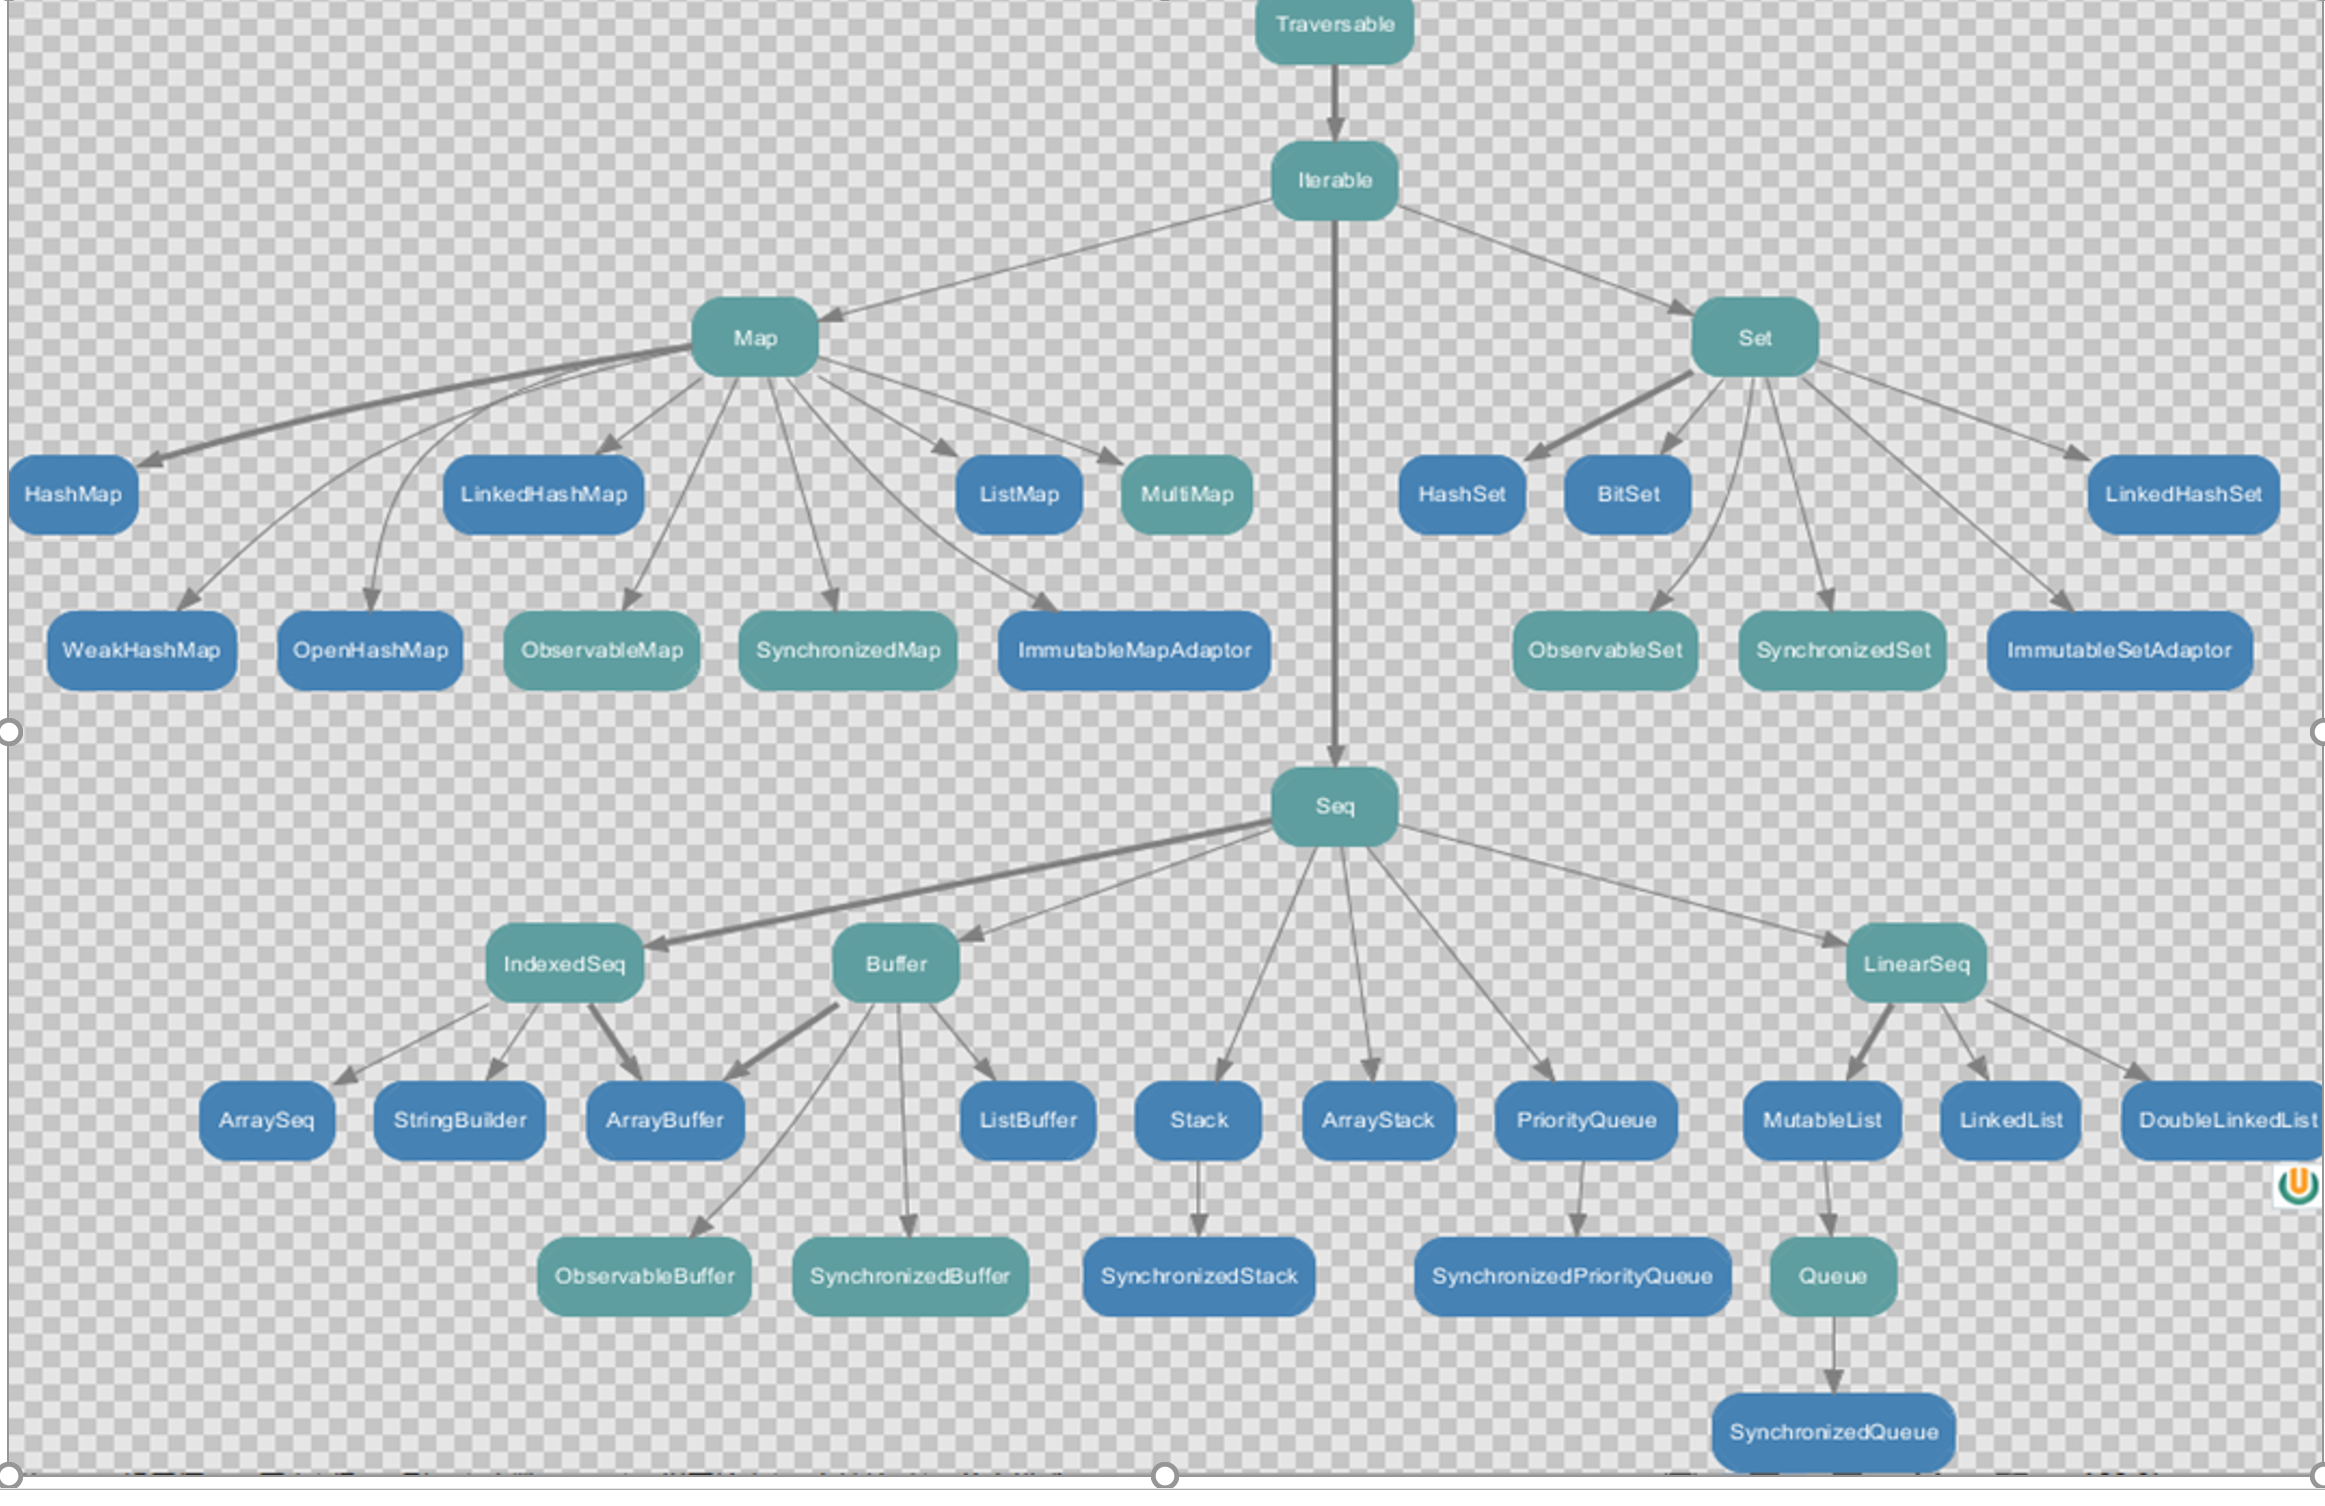 Traversable
Iterable
Map
Set
HashMap
LinkedHashMap
ListMap
MultiMap
HashSet
BitSet
LinkedHashSet
WeakHashMap
OpenHashMap
ObservableMap
SynchronizedMap
ImmutableMapAdaptor
ObservableSet
SynchronizedSet
ImmutableSetAdaptor
Seq
IndexedSeq
Buffer
LinearSeq
ArraySeq
StringBuilder
ArrayBuffer
ListBuffer
Stack
ArrayStack
PriorityQueue
MutableList
LinkedList
DoubleLinkedList
ObservableBuffer
SynchronizedBuffer
SynchronizedStack
SynchronizedPriorityQueue
Queue
SynchronizedQueue